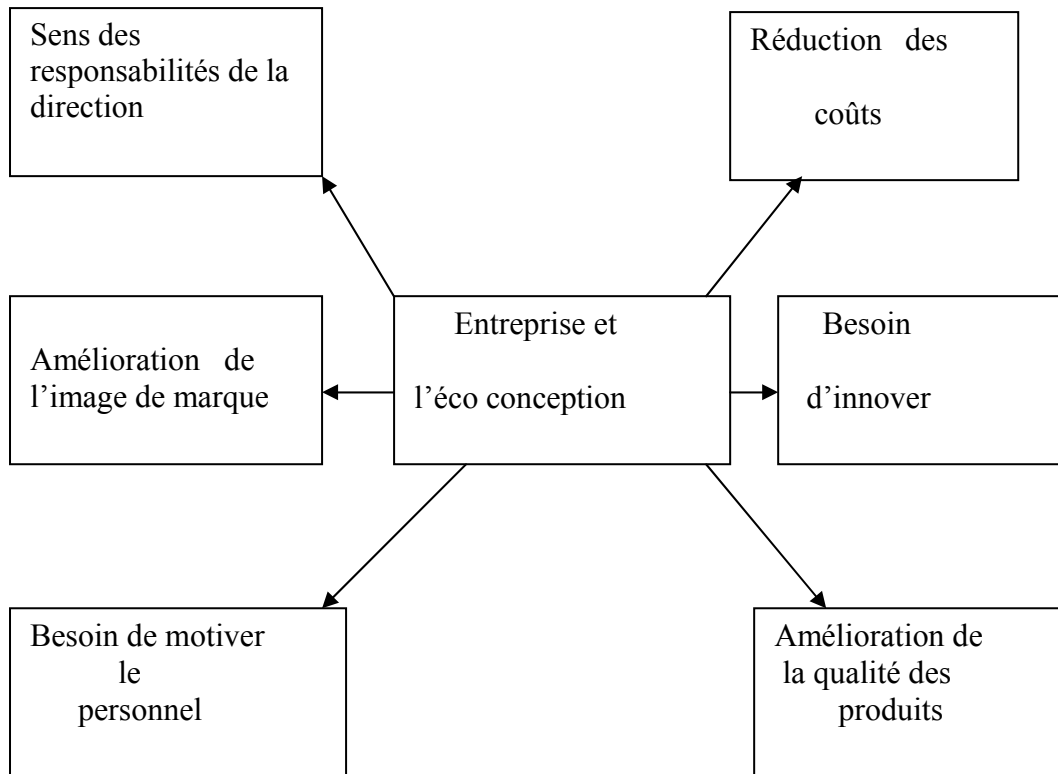 Sens des
responsabilités de la
direction
Réduction des
coûts
Amélioration de
l'image de marque
Entreprise et
l'éco conception
Besoin
d'innover
Besoin de motiver
le
personnel
Amélioration de
la qualité des
produits